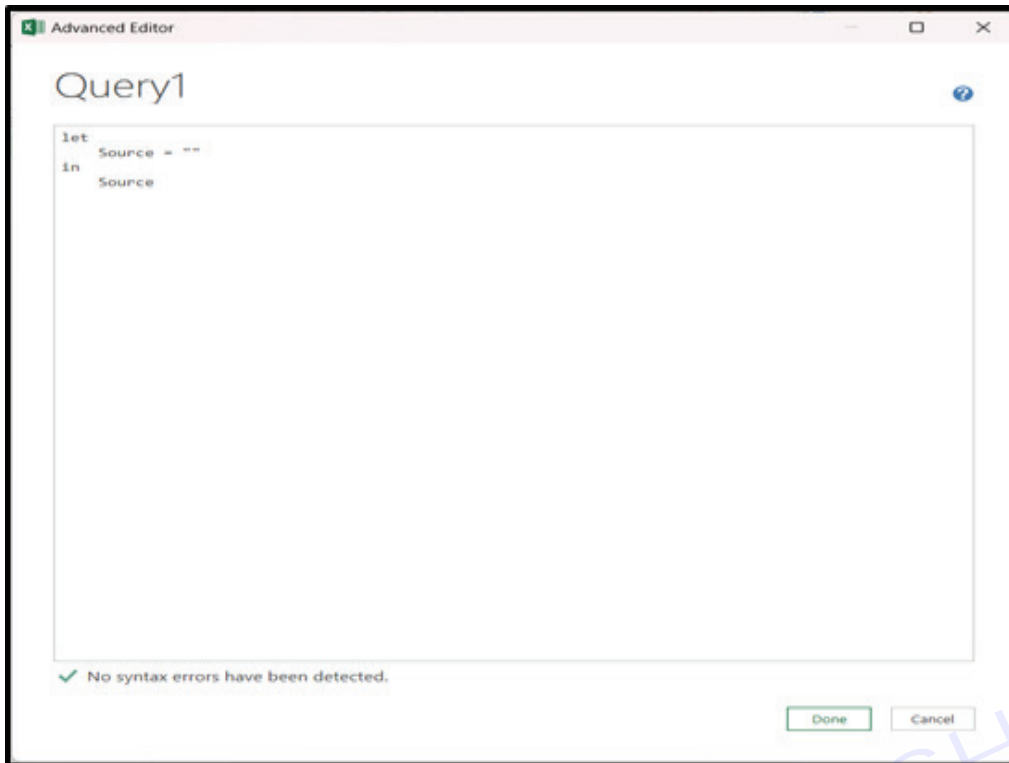 Advanced Editor
Query1
let
Source = ""
in
Source
No syntax errors have been detected.
Done
Cancel